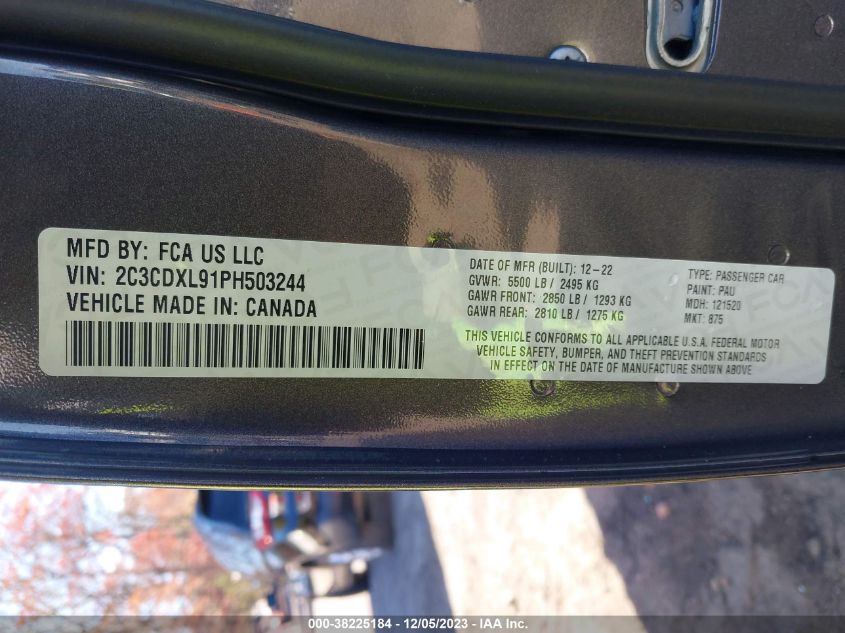 MFD BY: FCA US LLC
VIN: 2C3CDXL91PH503244
VEHICLE MADE IN: CANADA
DATE OF MFR (BUILT): 12-22
GVWR: 5500 LB / 2495 KG
GAWR FRONT: 2850 LB / 1293 KG
GAWR REAR: 2810 LB / 1275 KG
TYPE: PASSENGER CAR
PAINT: PAU
MDH: 121520
MKT: 875
THIS VEHICLE CONFORMS TO ALL APPLICABLE U.S.A. FEDERAL MOTOR
VEHICLE SAFETY, BUMPER, AND THEFT PREVENTION STANDARDS
IN EFFECT ON THE DATE OF MANUFACTURE SHOWN ABOVE
000-38225184 - 12/05/2023 - IAA Inc.